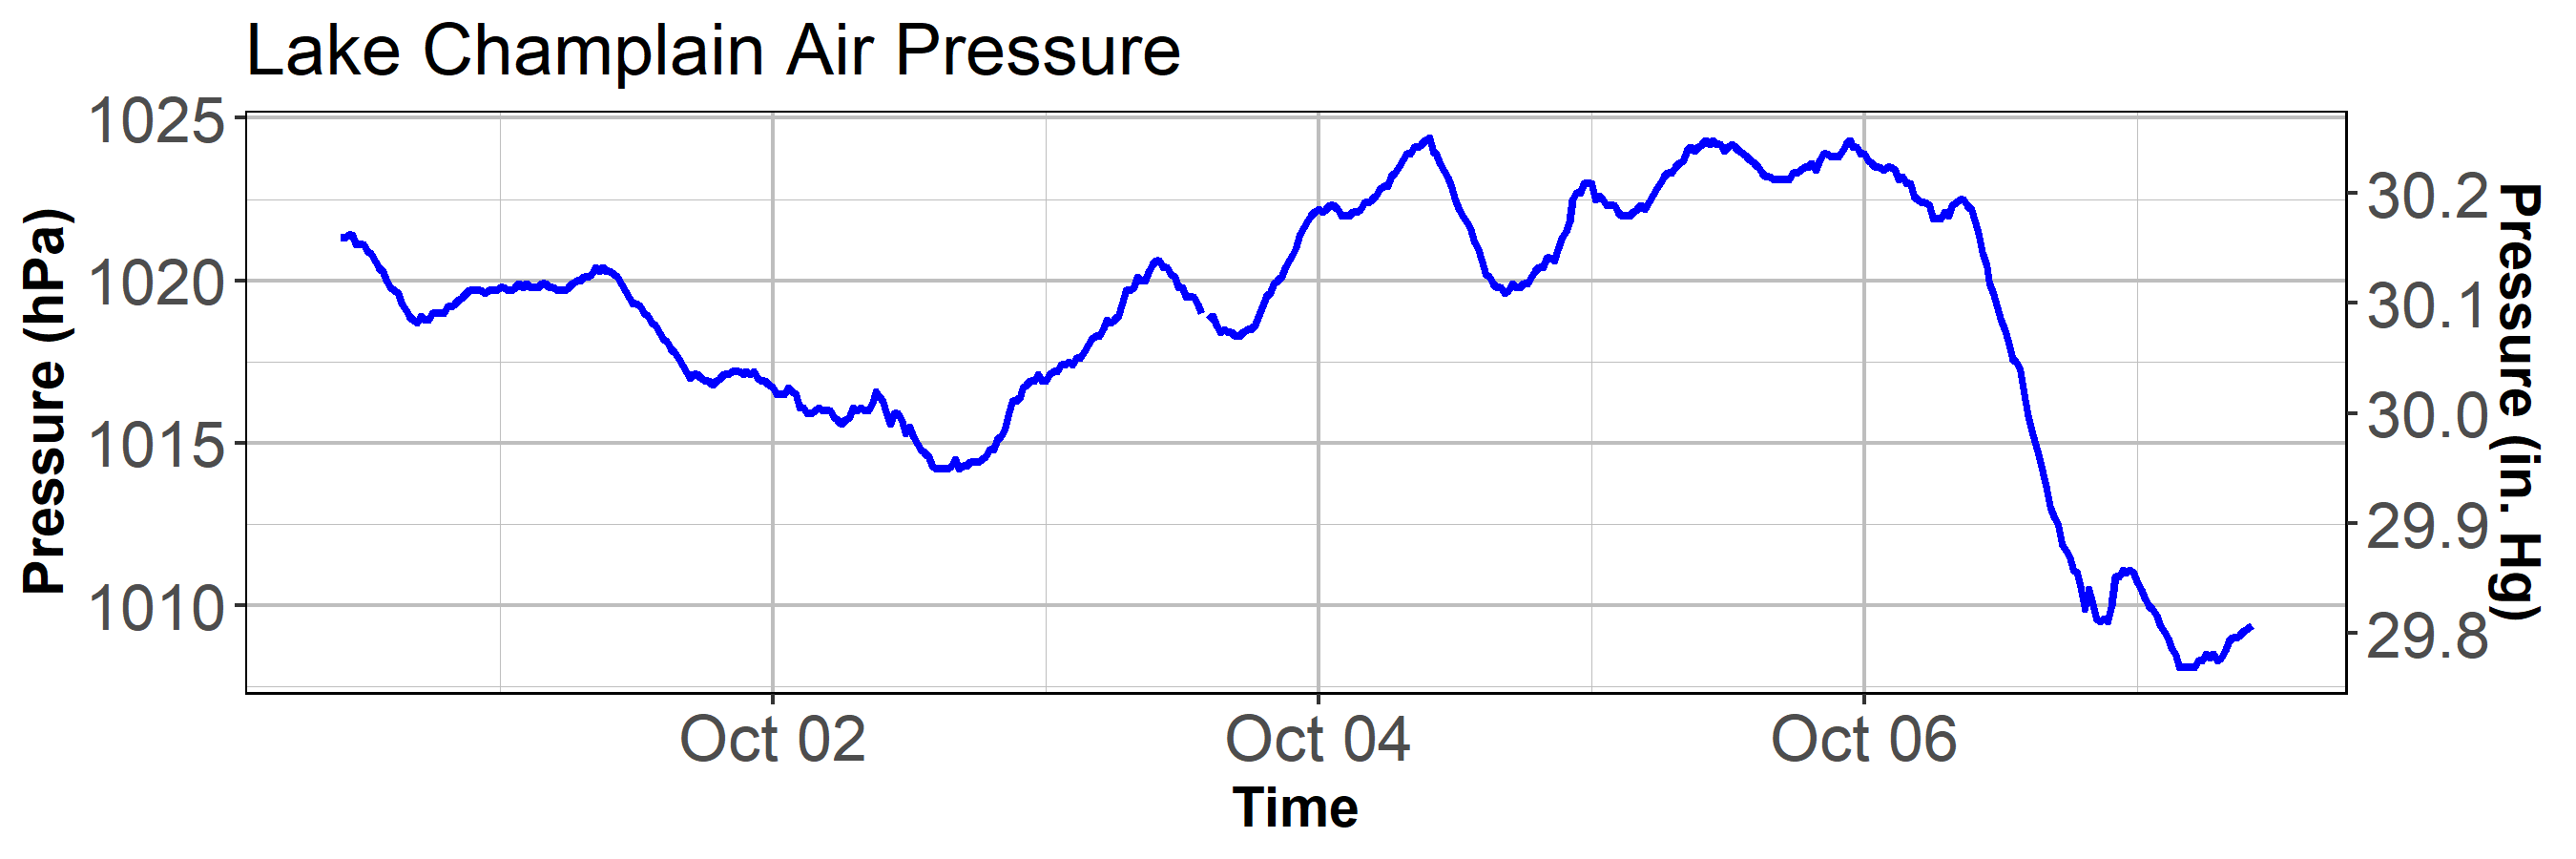 Lake Champlain Air Pressure
1025
1020
1015
1010
Pressure (hPa)
30.2
30.1
30.0
29.9
29.8
Pressure (in. Hg)
Oct 02
Oct 04
Oct 06
Time